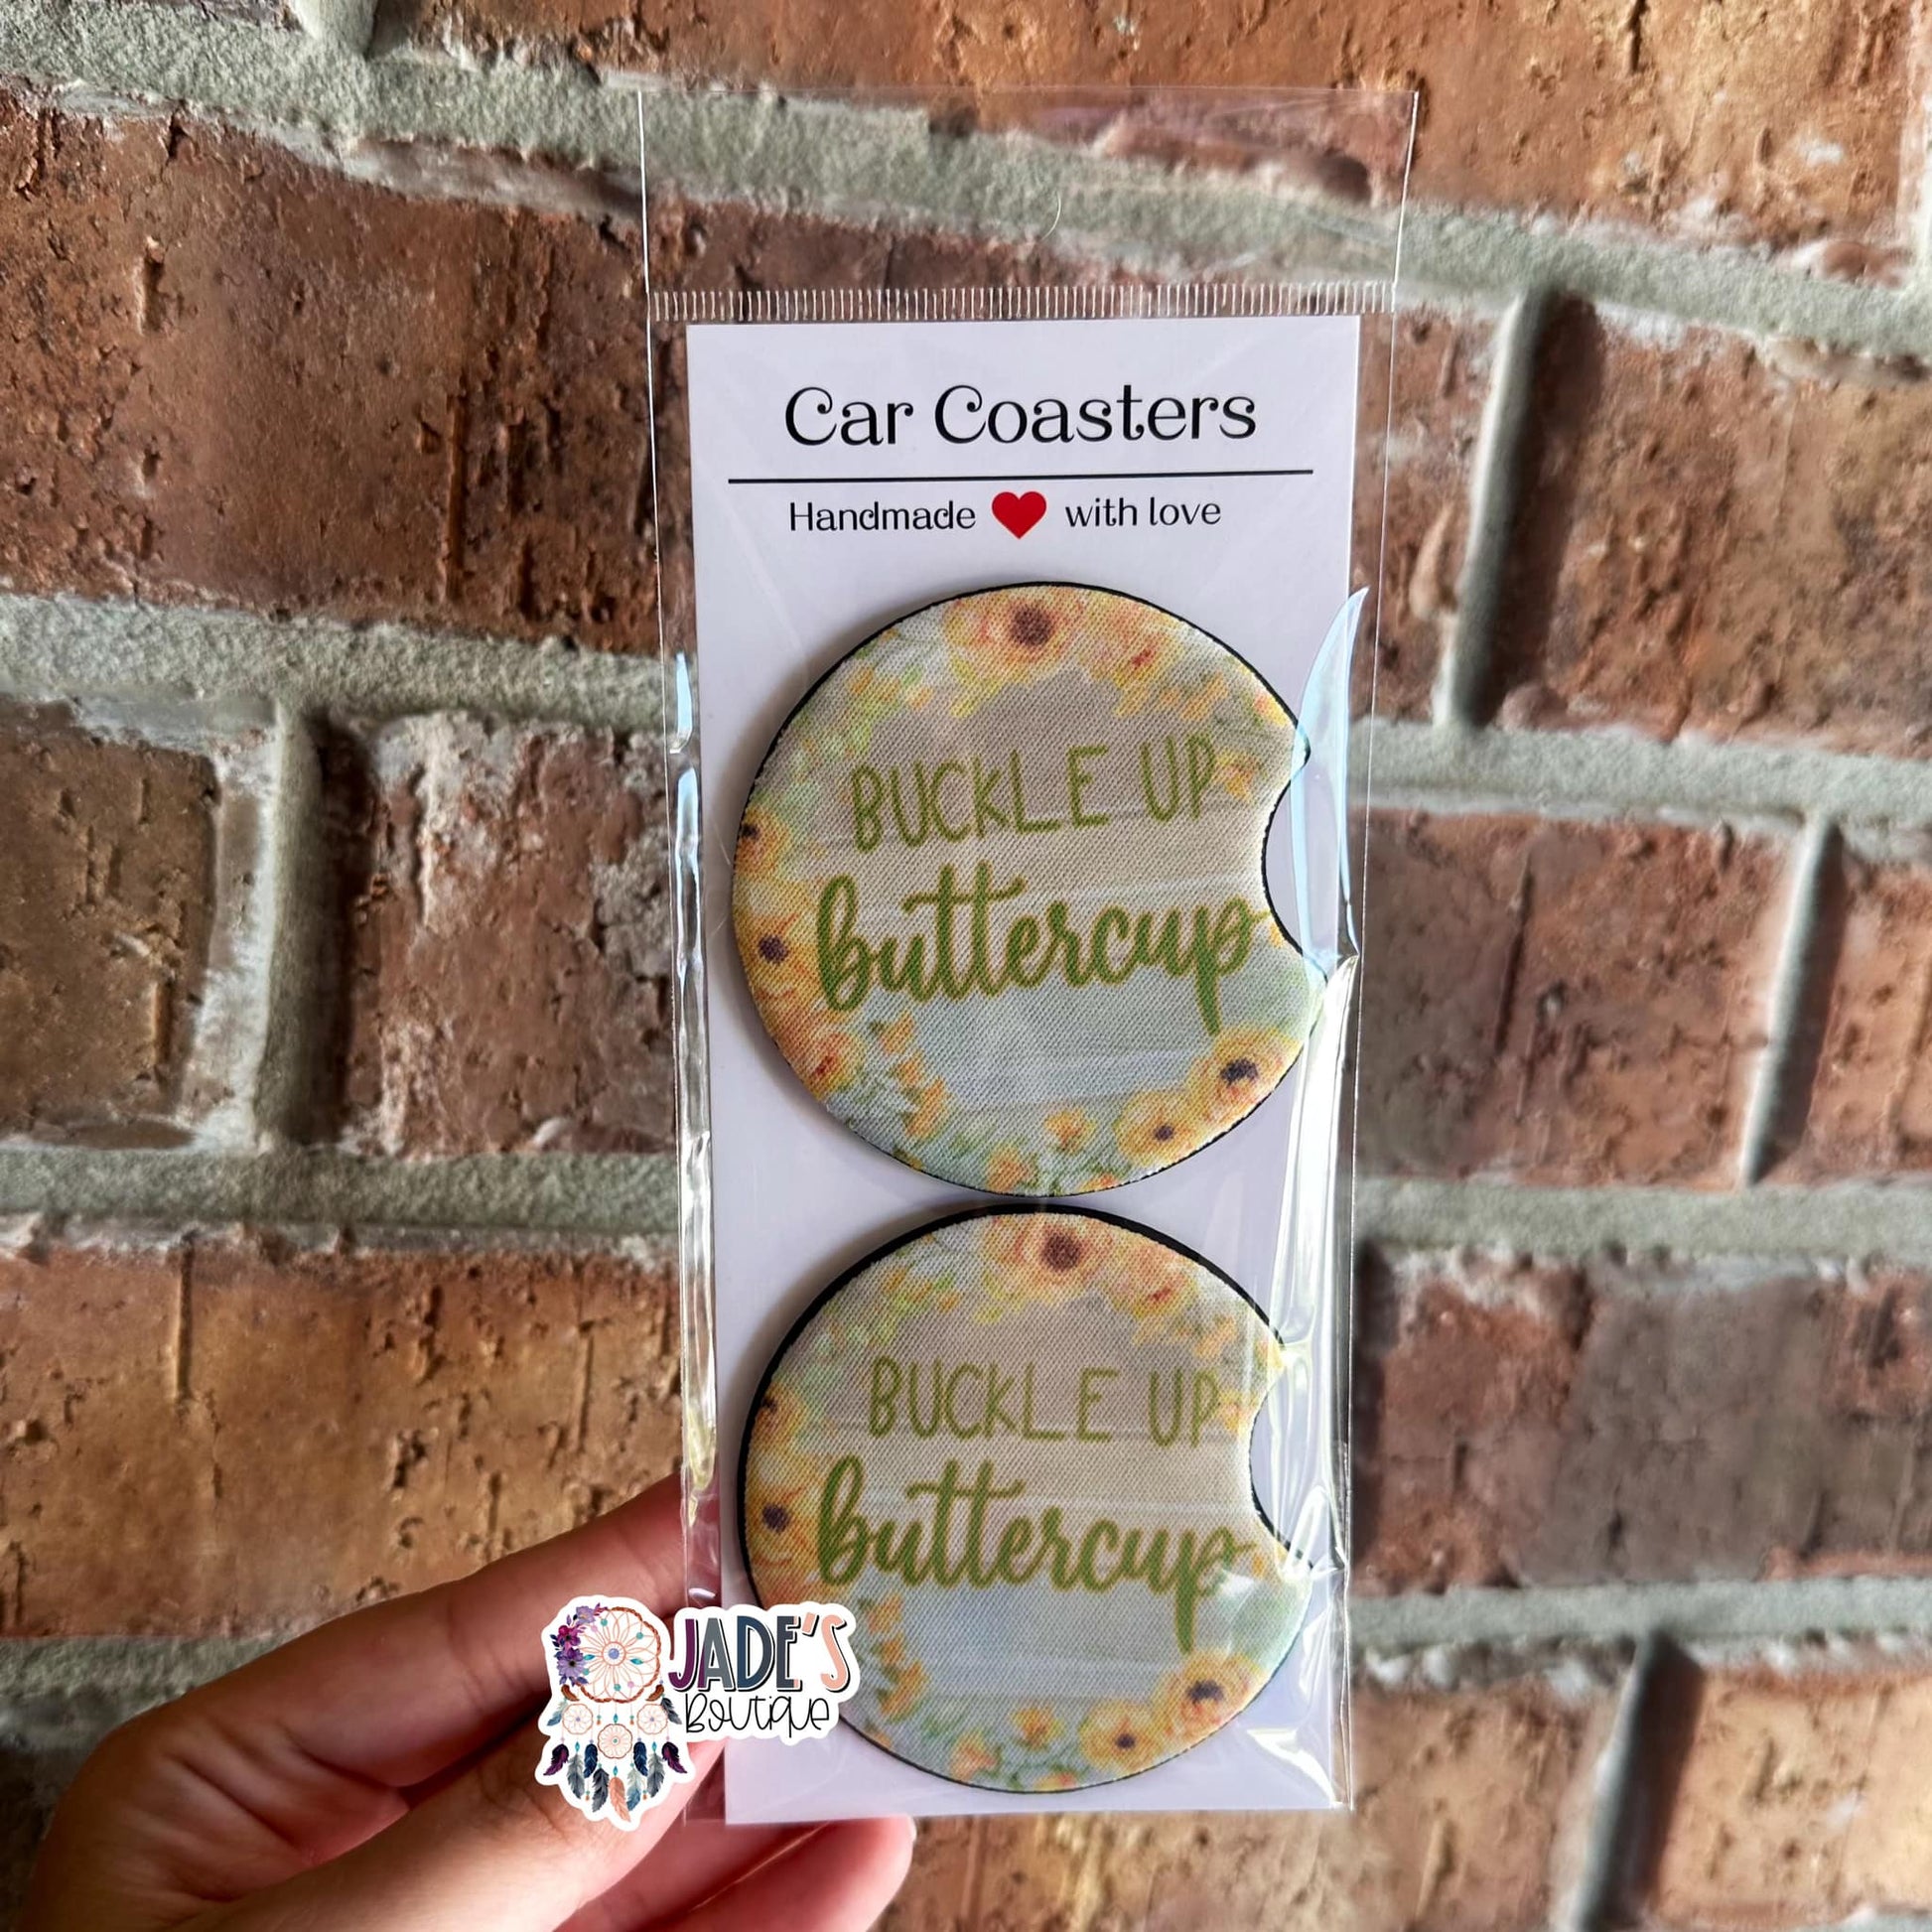 Car Coasters
Handmade ❤ with love
BUCKLE UP
buttercup
BUCKLE UP
buttercup
JADE'S
Boutique